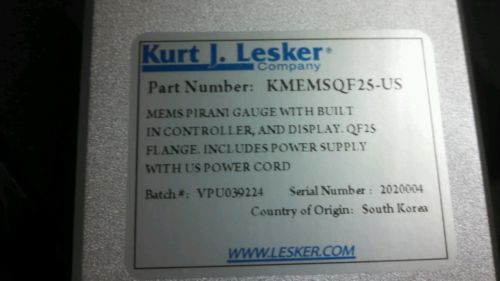 Kurt J. Lesker®
Company
Part Number: KMEMSQF25-US
MEMS PIRANI GAUGE WITH BUILT
IN CONTROLLER, AND DISPLAY. QF25
FLANGE. INCLUDES POWER SUPPLY
WITH US POWER CORD
Batch#: VPU039224 Serial Number : 2020004
Country of Origin: South Korea
WWW.LESKER.COM